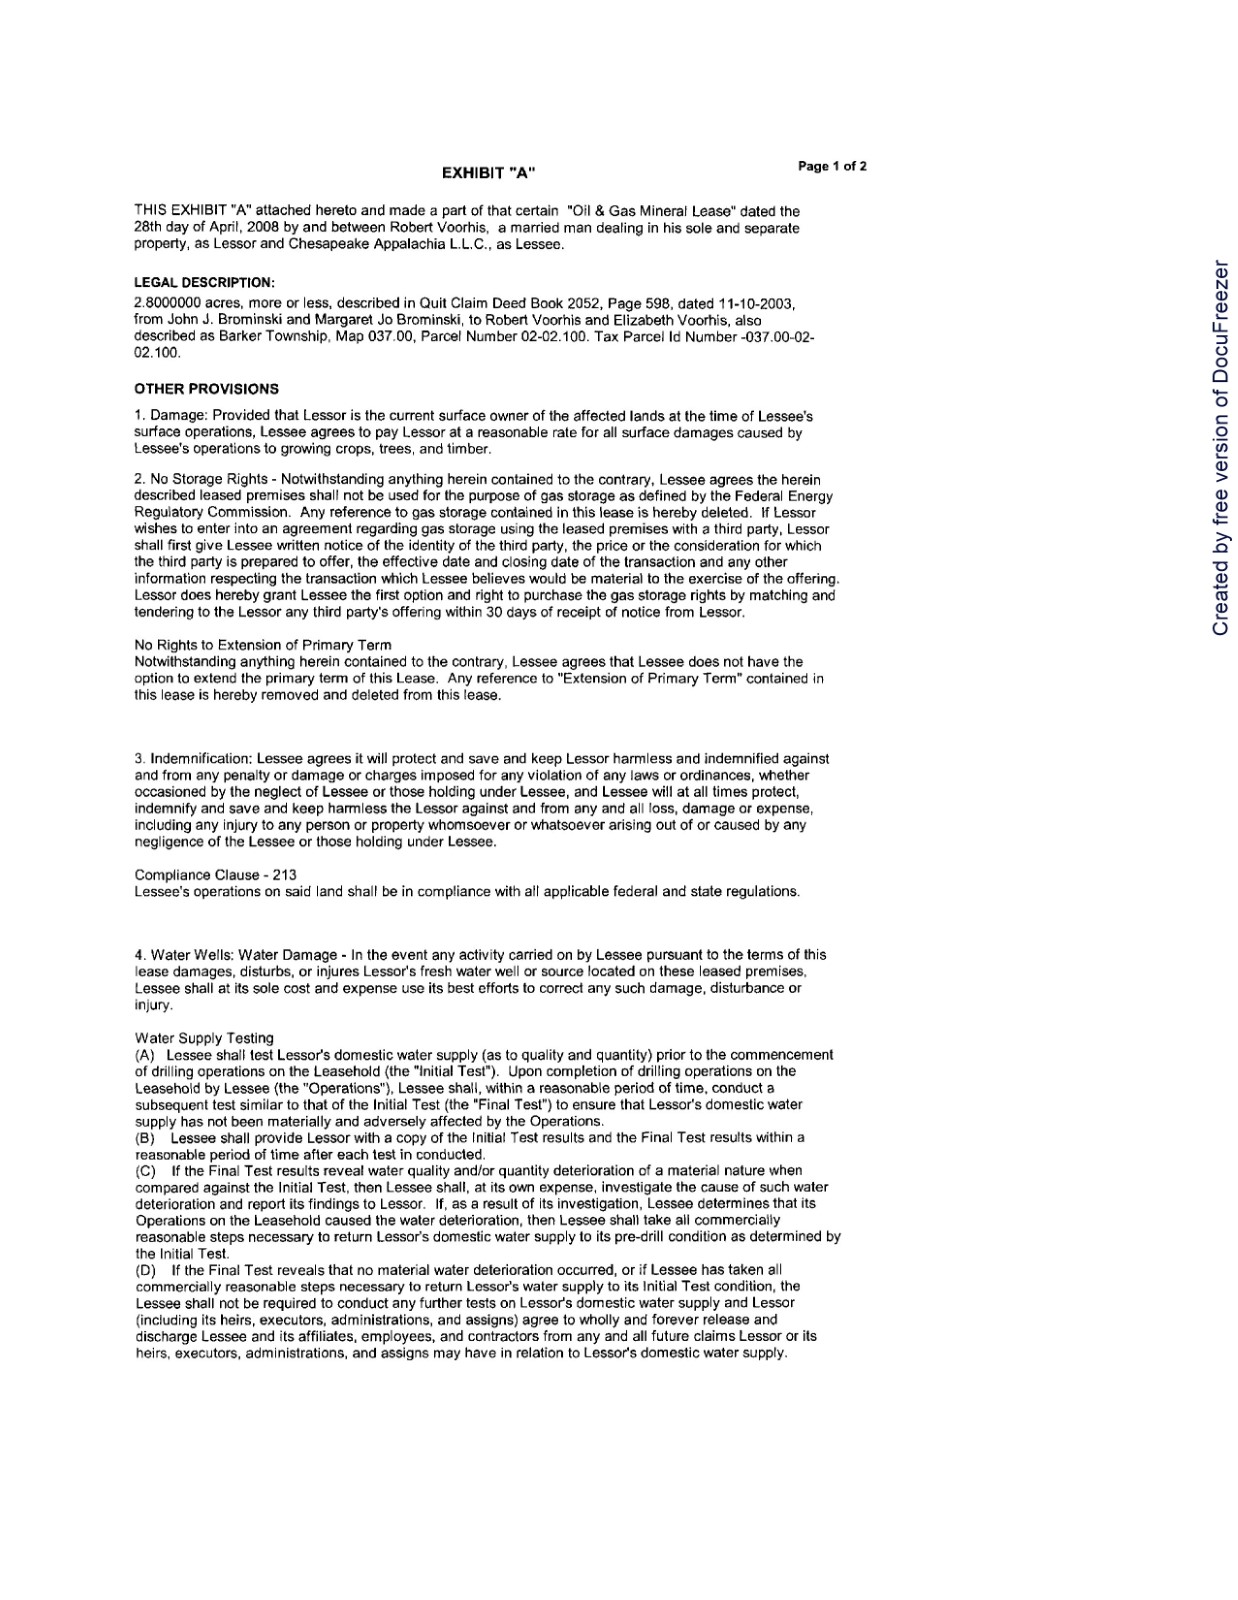 EXHIBIT "A"
Page 1 of 2
THIS EXHIBIT "A" attached hereto and made a part of that certain "Oil & Gas Mineral Lease" dated the
28th day of April, 2008 by and between Robert Voorhis, a married man dealing in his sole and separate
property, as Lessor and Chesapeake Appalachia L.L.C., as Lessee.
LEGAL DESCRIPTION:
2.8000000 acres, more or less, described in Quit Claim Deed Book 2052, Page 598, dated 11-10-2003,
from John J. Brominski and Margaret Jo Brominski, to Robert Voorhis and Elizabeth Voorhis, also
described as Barker Township, Map 037.00, Parcel Number 02-02.100. Tax Parcel Id Number -037.00-02-
02.100.
OTHER PROVISIONS
1. Damage: Provided that Lessor is the current surface owner of the affected lands at the time of Lessee's
surface operations, Lessee agrees to pay Lessor at a reasonable rate for all surface damages caused by
Lessee's operations to growing crops, trees, and timber.
2. No Storage Rights - Notwithstanding anything herein contained to the contrary, Lessee agrees the herein
described leased premises shall not be used for the purpose of gas storage as defined by the Federal Energy
Regulatory Commission. Any reference to gas storage contained in this lease is hereby deleted. If Lessor
wishes to enter into an agreement regarding gas storage using the leased premises with a third party, Lessor
shall first give Lessee written notice of the identity of the third party, the price or the consideration for which
the third party is prepared to offer, the effective date and closing date of the transaction and any other
information respecting the transaction which Lessee believes would be material to the exercise of the offering.
Lessor does hereby grant Lessee the first option and right to purchase the gas storage rights by matching and
tendering to the Lessor any third party's offering within 30 days of receipt of notice from Lessor.
No Rights to Extension of Primary Term
Notwithstanding anything herein contained to the contrary, Lessee agrees that Lessee does not have the
option to extend the primary term of this Lease. Any reference to "Extension of Primary Term" contained in
this lease is hereby removed and deleted from this lease.
3. Indemnification: Lessee agrees it will protect and save and keep Lessor harmless and indemnified against
and from any penalty or damage or charges imposed for any violation of any laws or ordinances, whether
occasioned by the neglect of Lessee or those holding under Lessee, and Lessee will at all times protect,
indemnify and save and keep harmless the Lessor against and from any and all loss, damage or expense,
including any injury to any person or property whomsoever or whatsoever arising out of or caused by any
negligence of the Lessee or those holding under Lessee.
Compliance Clause - 213
Lessee's operations on said land shall be in compliance with all applicable federal and state regulations.
4. Water Wells: Water Damage - In the event any activity carried on by Lessee pursuant to the terms of this
lease damages, disturbs, or injures Lessor's fresh water well or source located on these leased premises,
Lessee shall at its sole cost and expense use its best efforts to correct any such damage, disturbance or
injury.
Water Supply Testing
(A) Lessee shall test Lessor's domestic water supply (as to quality and quantity) prior to the commencement
of drilling operations on the Leasehold (the "Initial Test"). Upon completion of drilling operations on the
Leasehold by Lessee (the "Operations"), Lessee shall, within a reasonable period of time, conduct a
subsequent test similar to that of the Initial Test (the "Final Test") to ensure that Lessor's domestic water
supply has not been materially and adversely affected by the Operations.
(B) Lessee shall provide Lessor with a copy of the Initial Test results and the Final Test results within a
reasonable period of time after each test in conducted.
(C) If the Final Test results reveal water quality and/or quantity deterioration of a material nature when
compared against the Initial Test, then Lessee shall, at its own expense, investigate the cause of such water
deterioration and report its findings to Lessor. If, as a result of its investigation, Lessee determines that its
Operations on the Leasehold caused the water deterioration, then Lessee shall take all commercially
reasonable steps necessary to return Lessor's domestic water supply to its pre-drill condition as determined by
the Initial Test.
(D) If the Final Test reveals that no material water deterioration occurred, or if Lessee has taken all
commercially reasonable steps necessary to return Lessor's water supply to its Initial Test condition, the
Lessee shall not be required to conduct any further tests on Lessor's domestic water supply and Lessor
(including its heirs, executors, administrations, and assigns) agree to wholly and forever release and
discharge Lessee and its affiliates, employees, and contractors from any and all future claims Lessor or its
heirs, executors, administrations, and assigns may have in relation to Lessor's domestic water supply.
Created by free version of DocuFreezer